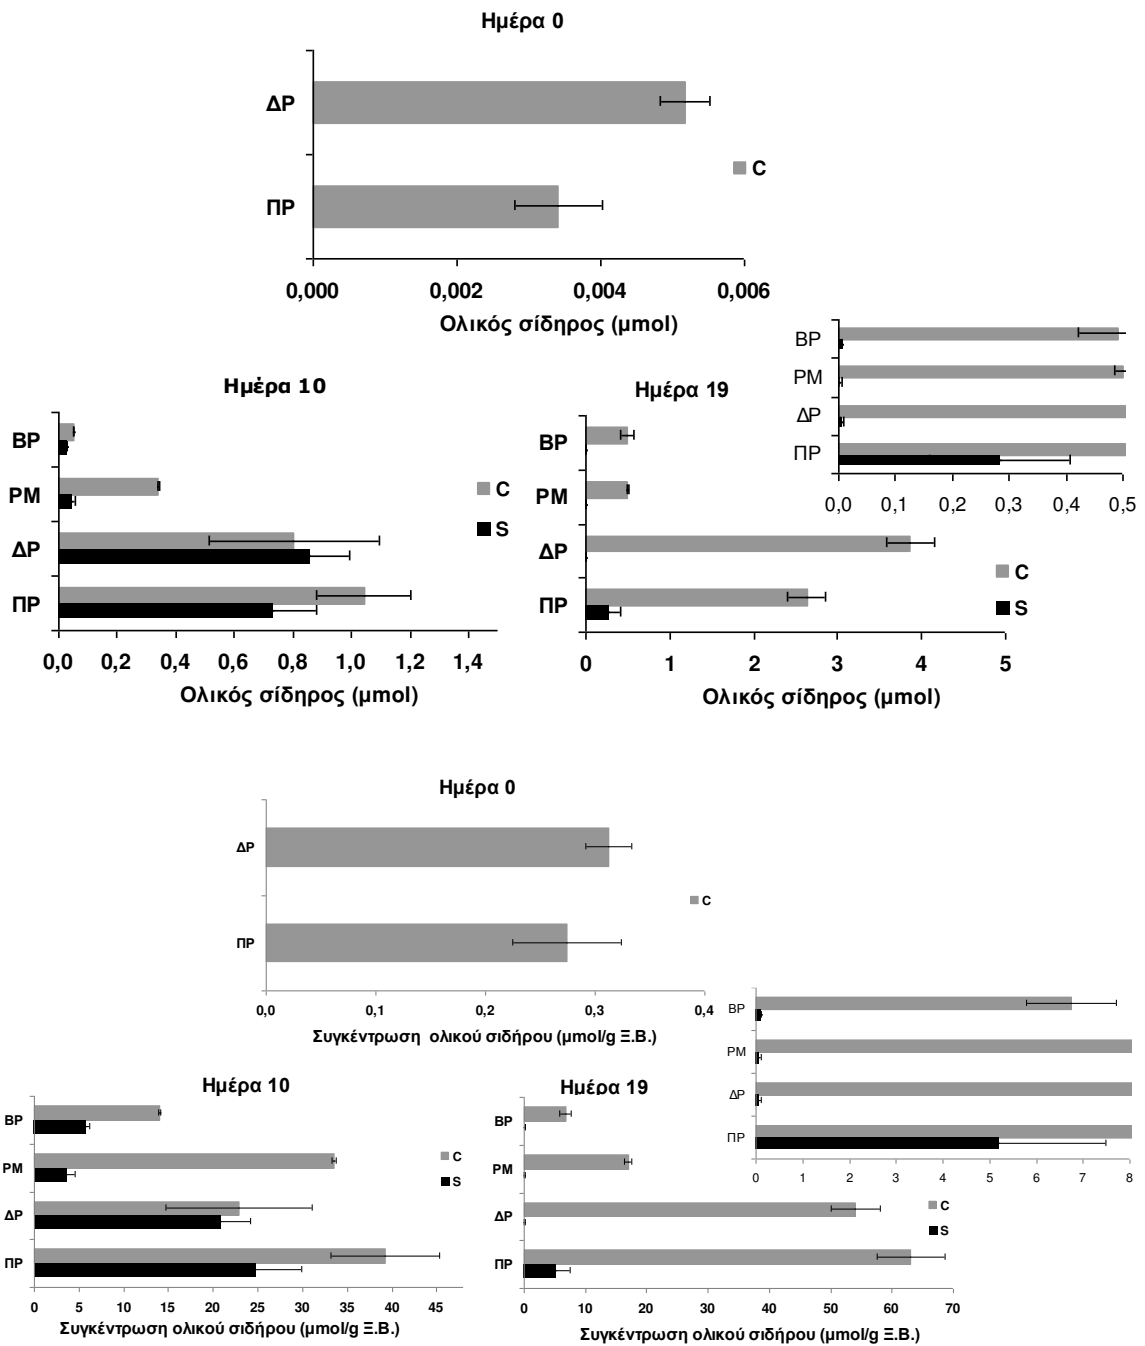 Ημέρα 0
ΔΡ
C
ΠΡ
0,000 0,002 0,004 0,006
Ολικός σίδηρος (μmol)
ΒΡ
ΡΜ
ΔΡ
ΠΡ
0,0 0,1 0,2 0,3 0,4 0,5
Ημέρα 10
ΒΡ
ΡΜ
ΔΡ
ΠΡ
C
S
0,0 0,2 0,4 0,6 0,8 1,0 1,2 1,4
Ολικός σίδηρος (μmol)
Ημέρα 19
ΒΡ
ΡΜ
ΔΡ
ΠΡ
C
S
0 1 2 3 4 5
Ολικός σίδηρος (μmol)
Ημέρα 0
ΔΡ
C
ΠΡ
0,0 0,1 0,2 0,3 0,4
Συγκέντρωση ολικού σιδήρου (μmol/g Ξ.Β.)
ΒΡ
ΡΜ
ΔΡ
ΠΡ
0 1 2 3 4 5 6 7 8
Ημέρα 10
ΒΡ
ΡΜ
ΔΡ
ΠΡ
C
S
0 5 10 15 20 25 30 35 40 45
Συγκέντρωση ολικού σιδήρου (μmol/g Ξ.Β.)
Ημέρα 19
ΒΡ
ΡΜ
ΔΡ
ΠΡ
C
S
0 10 20 30 40 50 60 70
Συγκέντρωση ολικού σιδήρου (μmol/g Ξ.Β.)